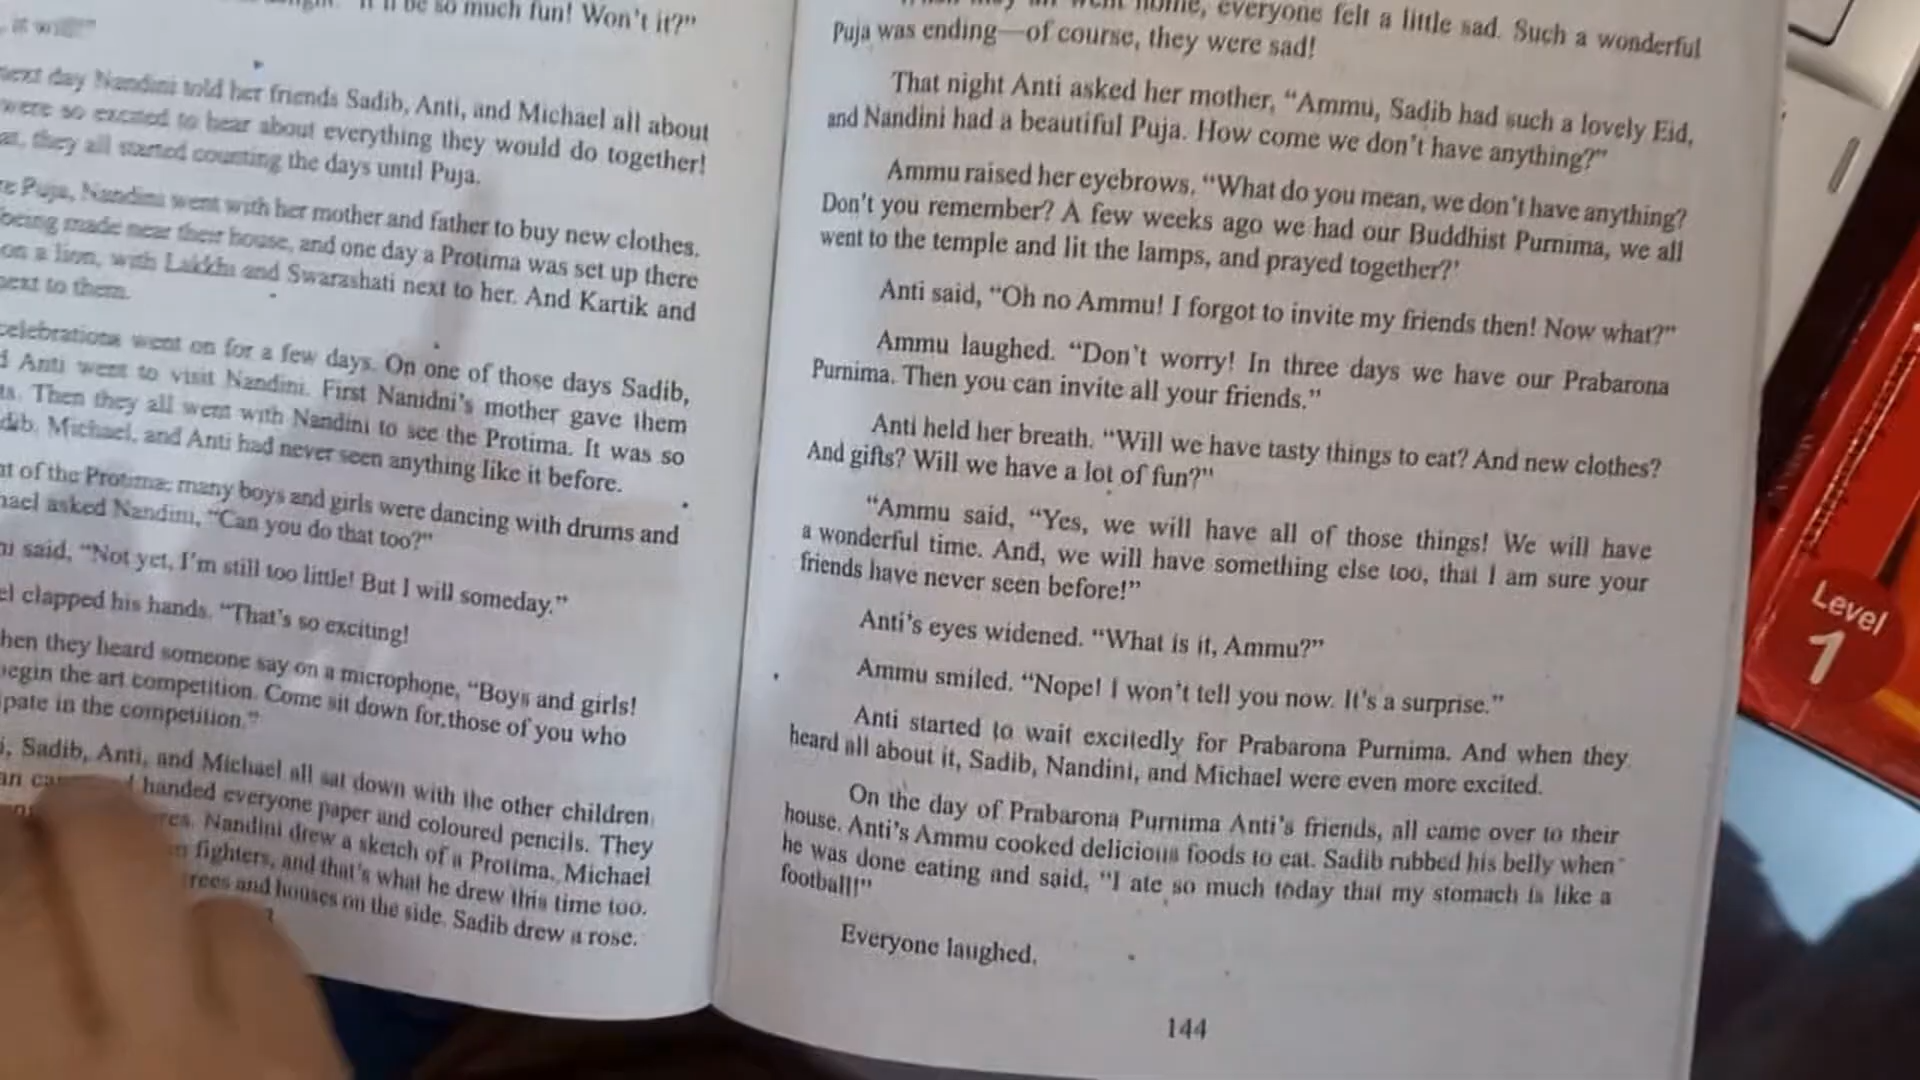 it'll be so much fun! Won't it?"
it will!"
next day Nandini told her friends Sadib, Anti, and Michael all about
were so excited to hear about everything they would do together!
they all started counting the days until Puja.
Puja, Nandini went with her mother and father to buy new clothes.
being made near their house, and one day a Protima was set up there
on a lion, with Lakkhi and Swarashati next to her. And Kartik and
next to them.
celebrations went on for a few days. On one of those days Sadib,
Anti went to visit Nandini. First Nanidni's mother gave them
Then they all went with Nandini to see the Protima. It was so
Michael, and Anti had never seen anything like it before.
of the Protima; many boys and girls were dancing with drums and
asked Nandini, "Can you do that too?"
said, "Not yet, I'm still too little! But I will someday."
clapped his hands. "That's so exciting!
they heard someone say on a microphone, "Boys and girls!
begin the art competition. Come sit down for,those of you who
in the competition."
Sadib, Anti, and Michael all sat down with the other children
handed everyone paper and coloured pencils. They
Nandini drew a sketch of a Protima. Michael
fighters, and that's what he drew this time too.
trees and houses on the side. Sadib drew a rose.
went home, everyone felt a little sad. Such a wonderful
Puja was ending—of course, they were sad!
That night Anti asked her mother, "Ammu, Sadib had such a lovely Eid,
and Nandini had a beautiful Puja. How come we don't have anything?"
Ammu raised her eyebrows. "What do you mean, we don't have anything?
Don't you remember? A few weeks ago we had our Buddhist Purnima, we all
went to the temple and lit the lamps, and prayed together?'
Anti said, "Oh no Ammu! I forgot to invite my friends then! Now what?"
Ammu laughed. "Don't worry! In three days we have our Prabarona
Purnima. Then you can invite all your friends."
Anti held her breath. "Will we have tasty things to eat? And new clothes?
And gifts? Will we have a lot of fun?"
"Ammu said, "Yes, we will have all of those things! We will have
a wonderful time. And, we will have something else too, that I am sure your
friends have never seen before!"
Anti's eyes widened. "What is it, Ammu?"
Ammu smiled. "Nope! I won't tell you now. It's a surprise."
Anti started to wait excitedly for Prabarona Purnima. And when they
heard all about it, Sadib, Nandini, and Michael were even more excited.
On the day of Prabarona Purnima Anti's friends, all came over to their
house. Anti's Ammu cooked delicious foods to eat. Sadib rubbed his belly when
he was done eating and said, "I ate so much today that my stomach is like a
football!"
Everyone laughed.
144
Level
1